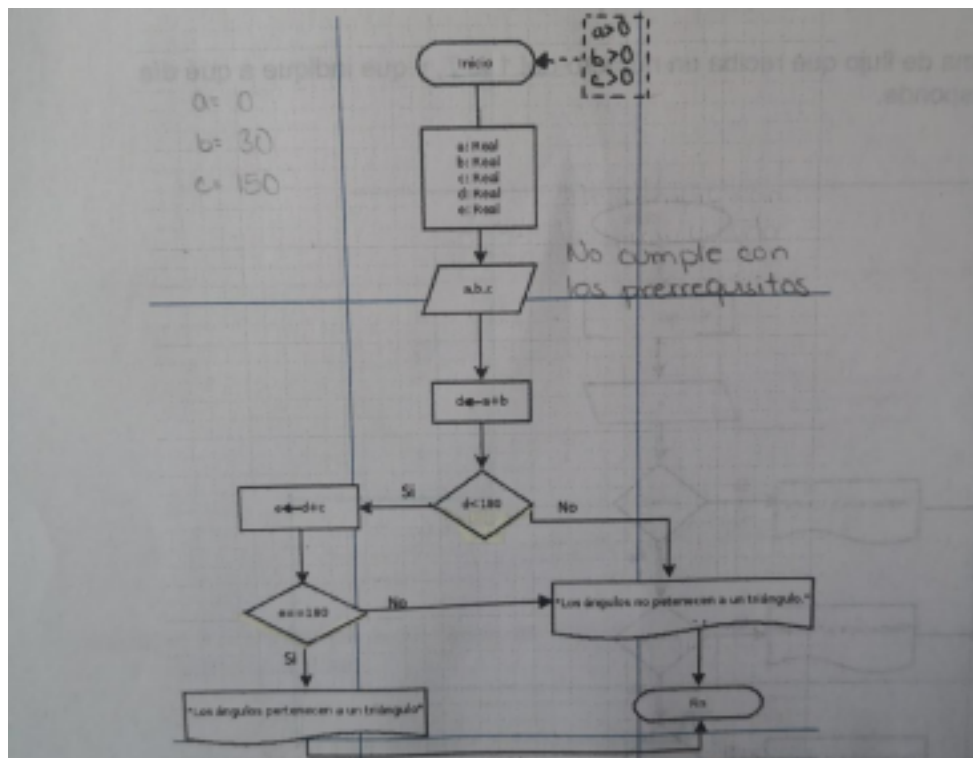 a>0
b>0
c>0
Inicio
a= 0
b= 30
c= 150
a: Real
b: Real
c: Real
d: Real
e: Real
No cumple con
los prerrequisitos
a,b,c
d←a+b
d<180
Si
No
e←d+c
e==180
No
"Los ángulos no petenecen a un triángulo."
Si
"Los ángulos pertenecen a un triángulo"
Fin